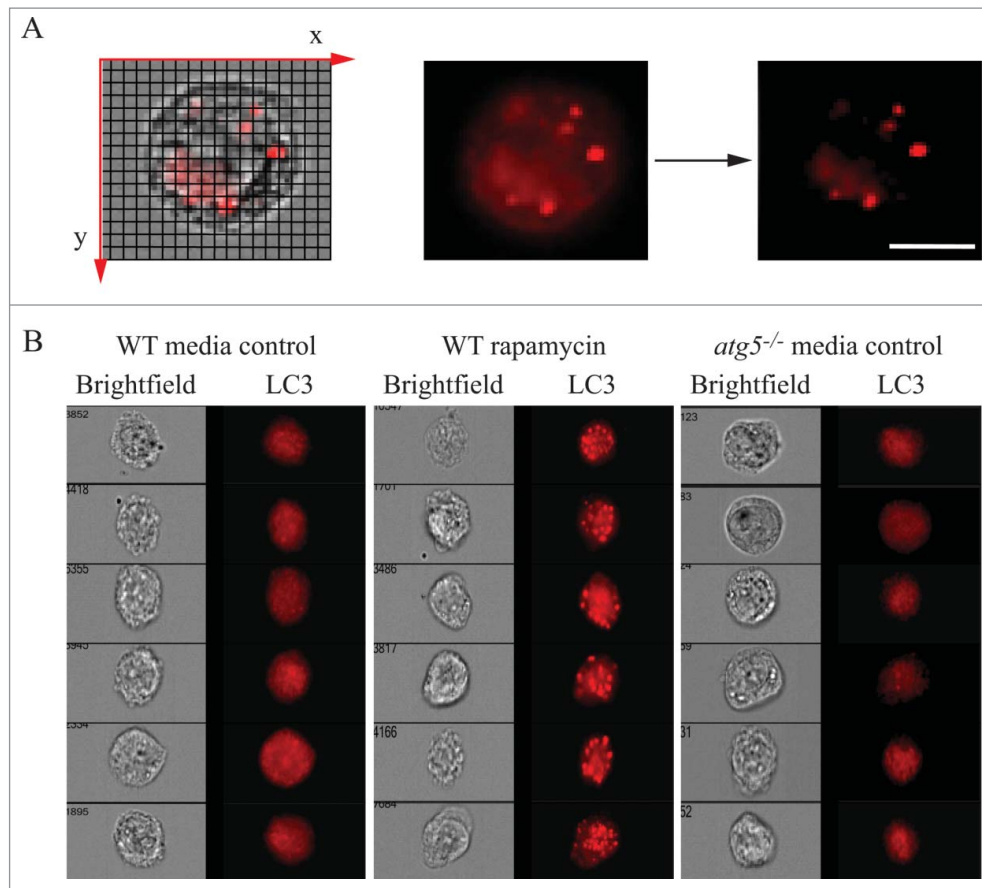 A
x
y
B
WT media control
WT rapamycin
atg5-/- media control
Brightfield
LC3
Brightfield
LC3
Brightfield
LC3
3852
123
4418
1701
83
5355
3486
24
3817
1895
4166
31
7084
52